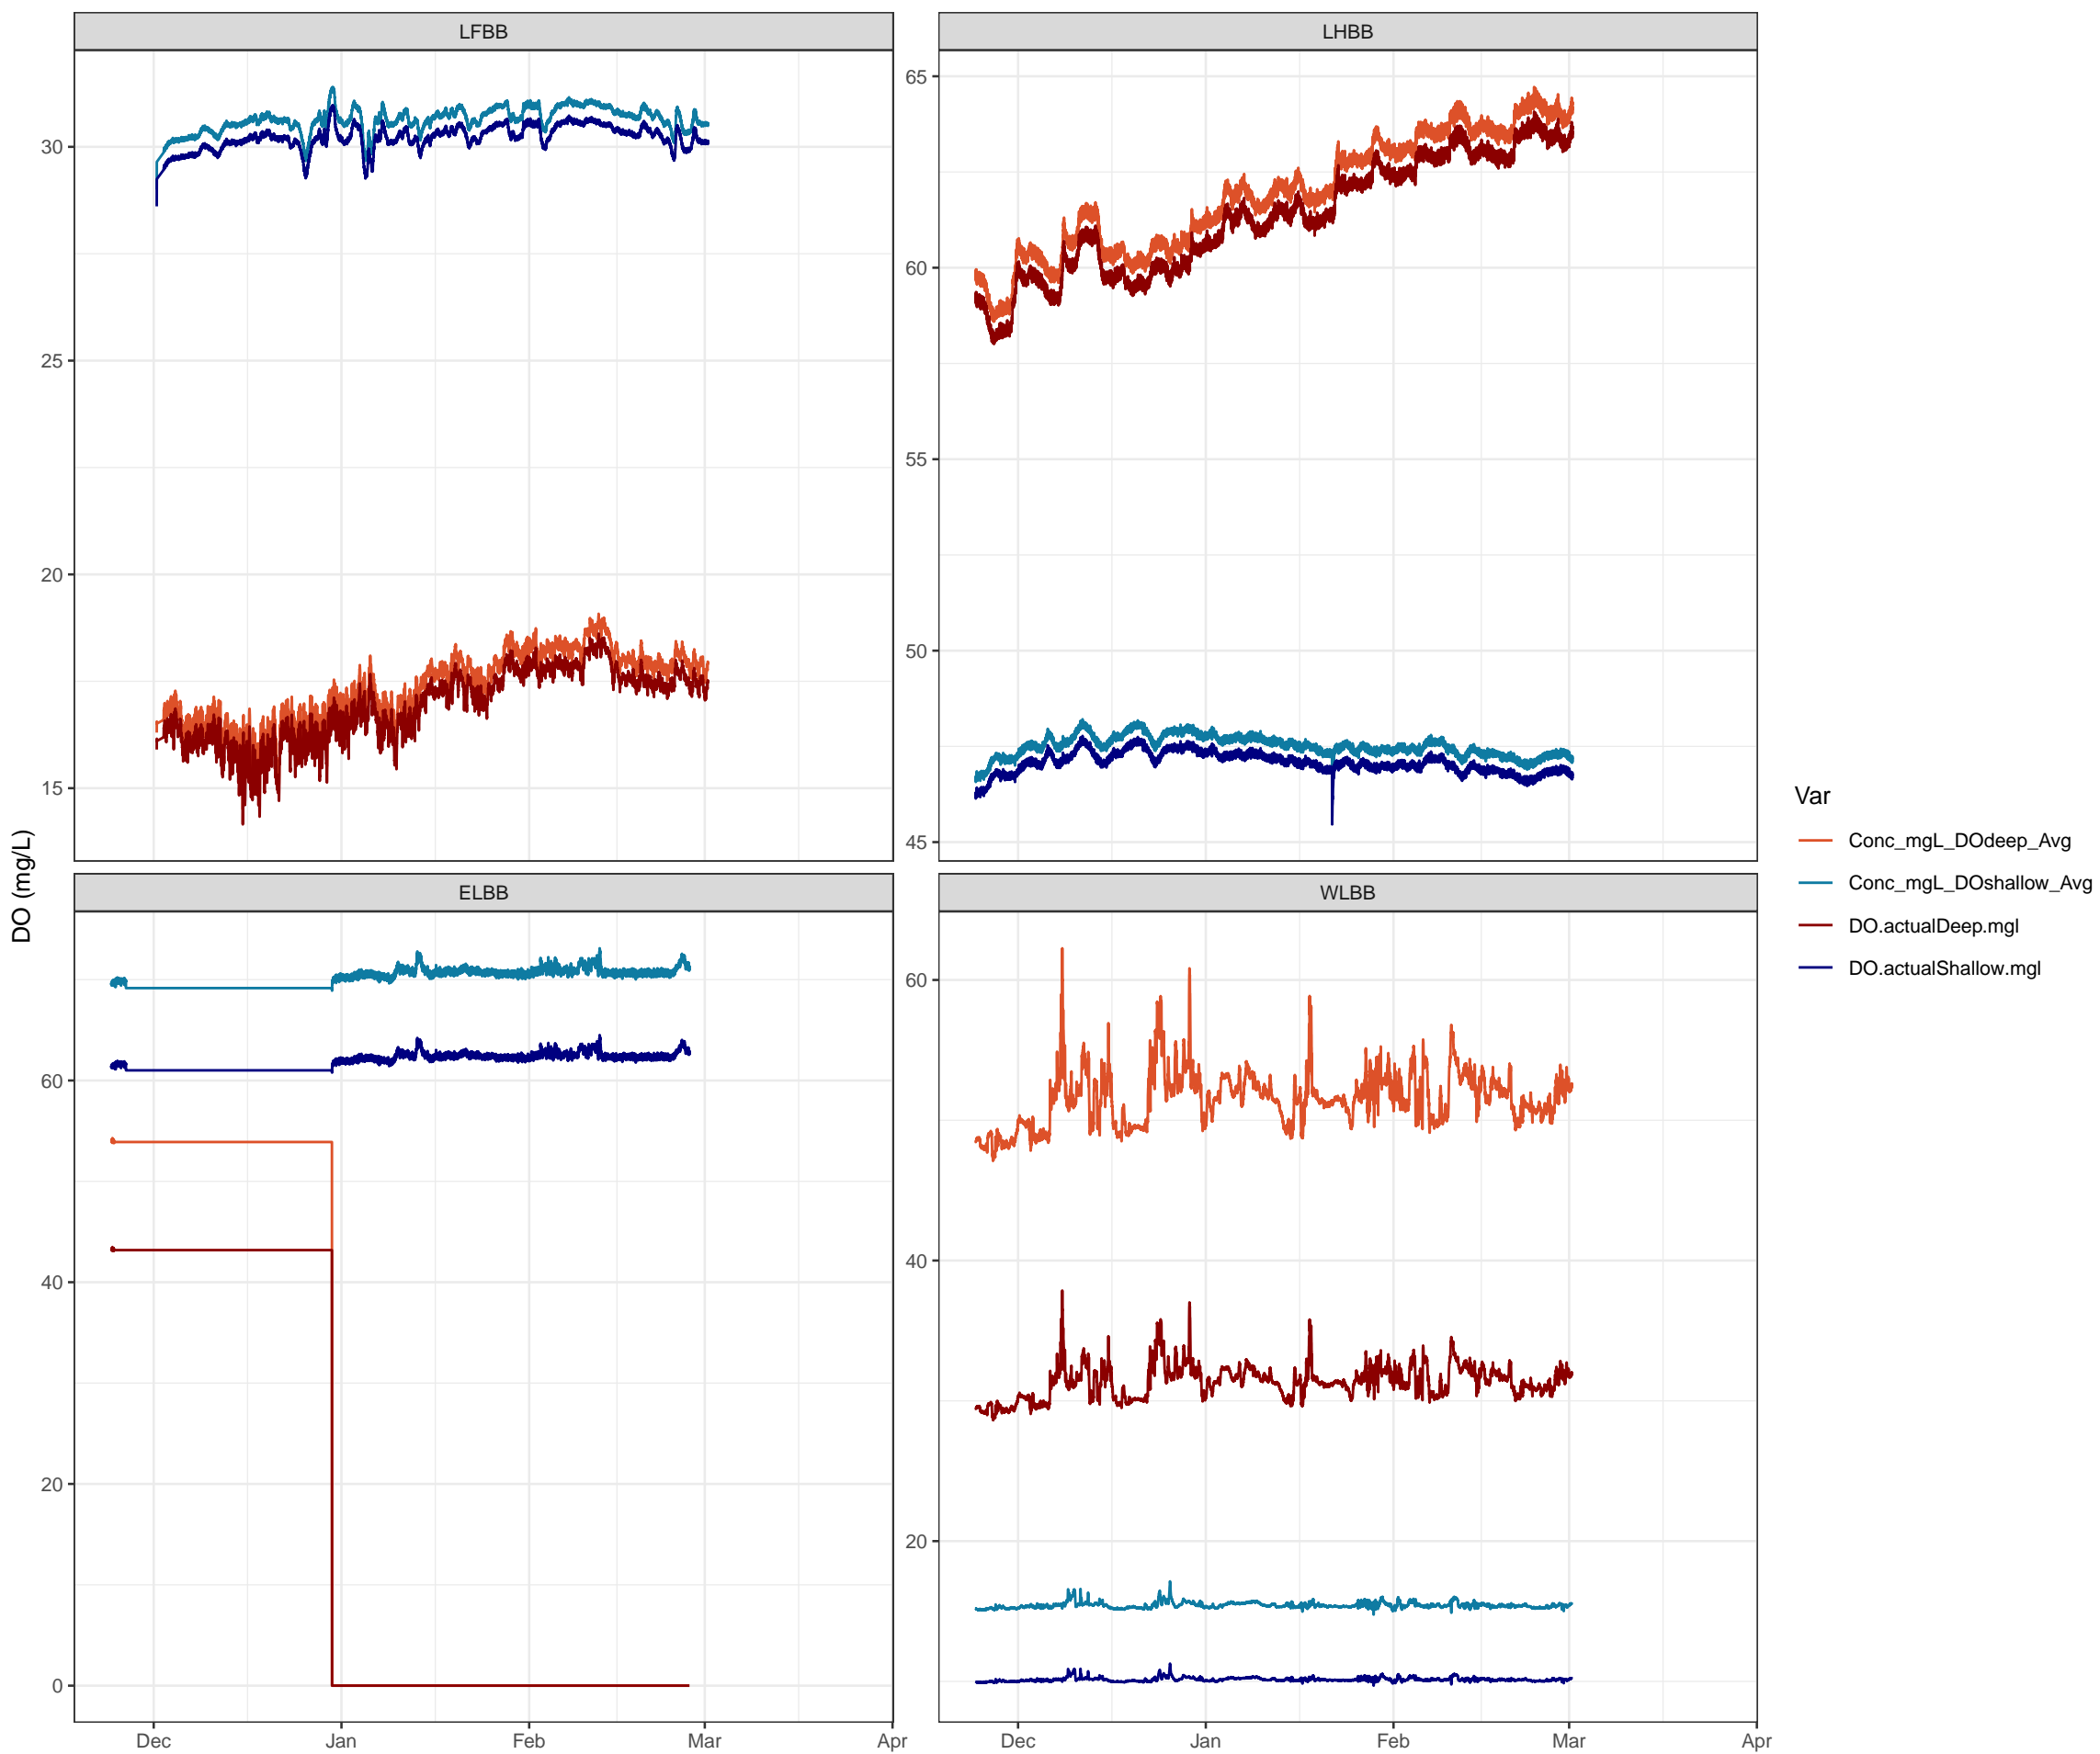 LFBB
LHBB
30
25
20
15
65
60
55
50
45
DO (mg/L)
ELBB
WLBB
60
40
20
0
60
40
20
Dec
Jan
Feb
Mar
Apr
Dec
Jan
Feb
Mar
Apr
Var
Conc_mgL_DOdeep_Avg
Conc_mgL_DOshallow_Avg
DO.actualDeep.mgl
DO.actualShallow.mgl